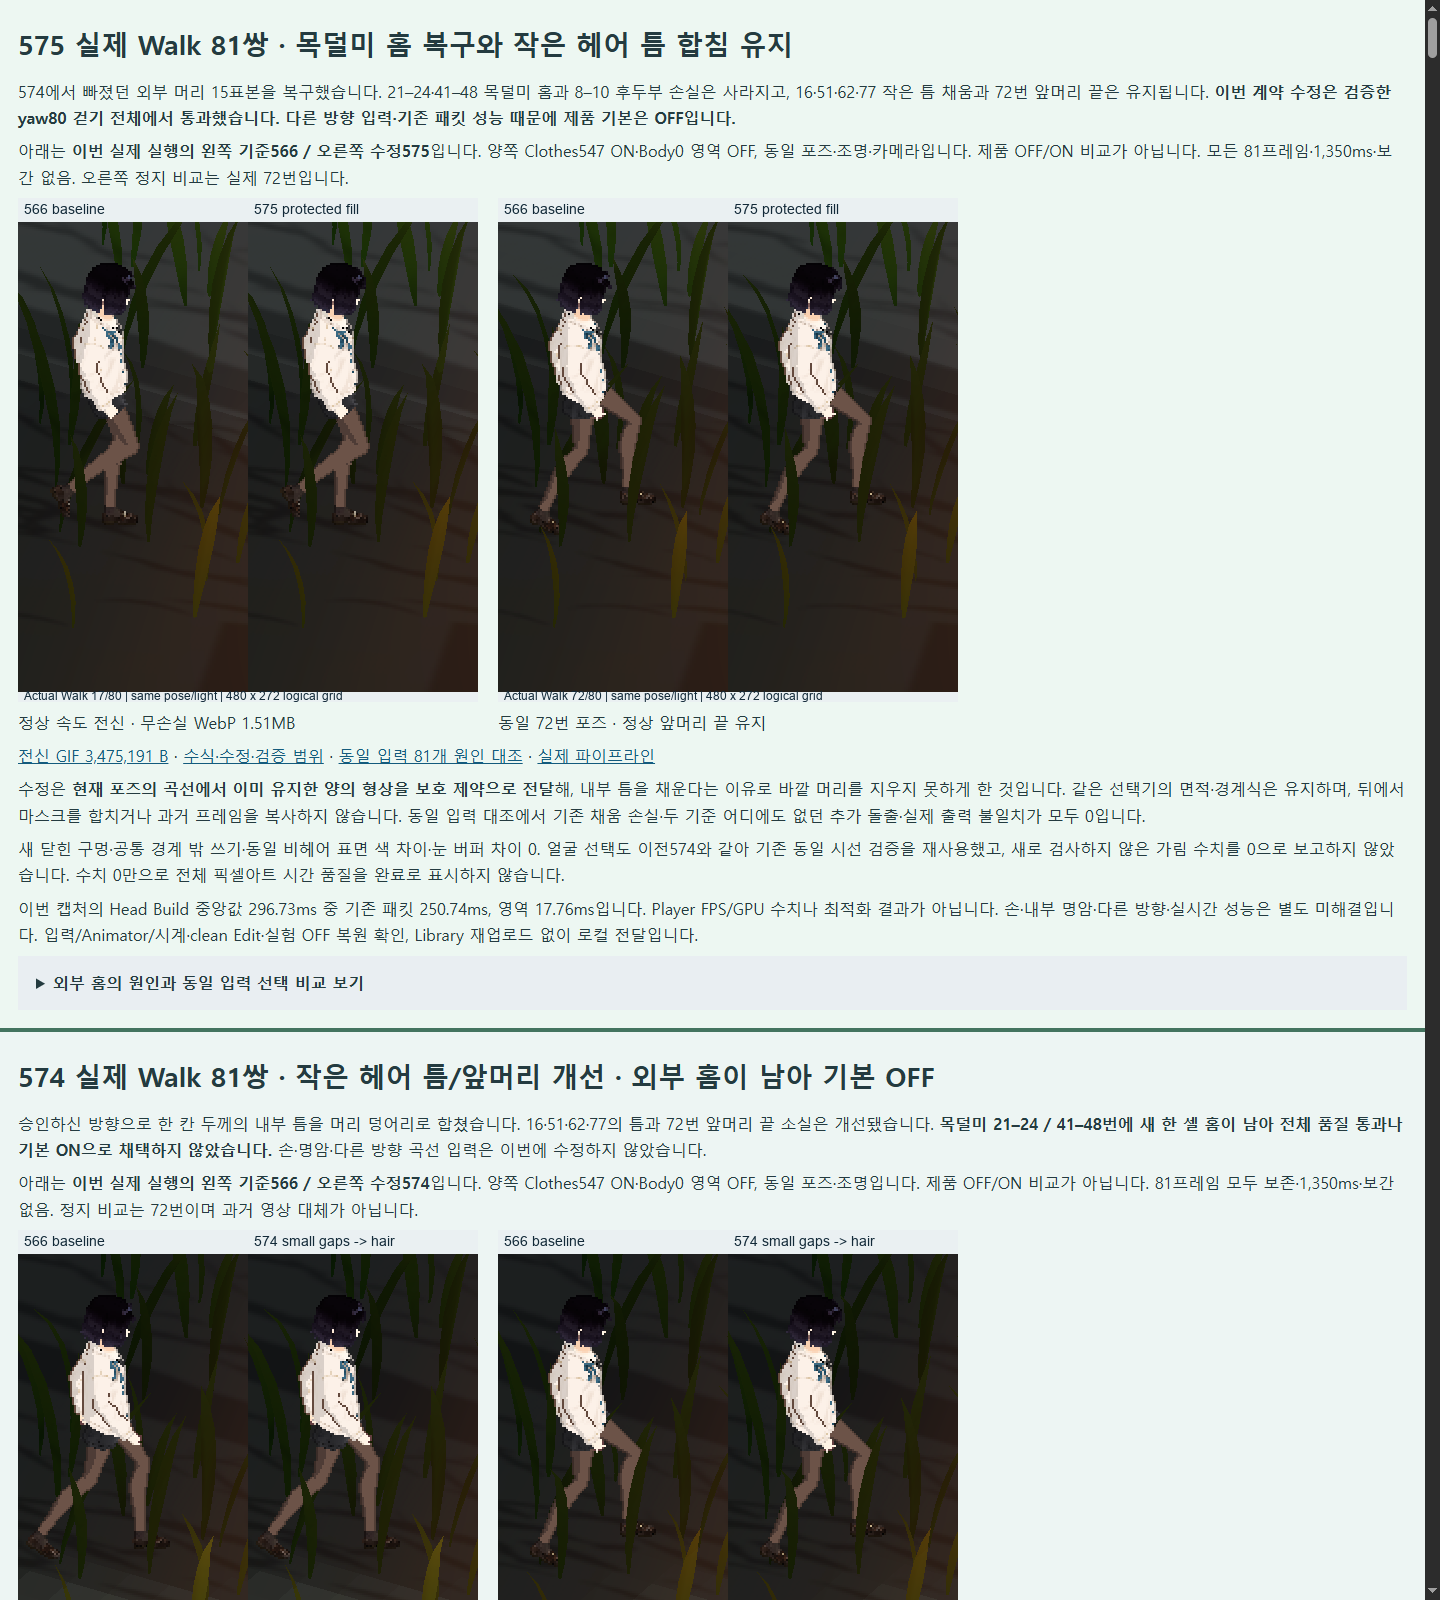 575 실제 Walk 81쌍 · 목덜미 홈 복구와 작은 헤어 틈 합침 유지
574에서 빠졌던 외부 머리 15표본을 복구했습니다. 21–24·41–48 목덜미 홈과 8–10 후두부 손실은 사라지고, 16·51·62·77 작은 틈 채움과 72번 앞머리 끝은 유지됩니다. 이번 계약 수정은 검증한
yaw80 걷기 전체에서 통과했습니다. 다른 방향 입력·기존 패킷 성능 때문에 제품 기본은 OFF입니다.
아래는 이번 실제 실행의 왼쪽 기준566 / 오른쪽 수정575입니다. 양쪽 Clothes547 ON·Body0 영역 OFF, 동일 포즈·조명·카메라입니다. 제품 OFF/ON 비교가 아닙니다. 모든 81프레임·1,350ms·보
간 없음. 오른쪽 정지 비교는 실제 72번입니다.
566 baseline 575 protected fill 566 baseline 575 protected fill
Actual Walk 17/80 | same pose/light | 480 x 272 logical grid Actual Walk 72/80 | same pose/light | 480 x 272 logical grid
정상 속도 전신 · 무손실 WebP 1.51MB 동일 72번 포즈 · 정상 앞머리 끝 유지
전신 GIF 3,475,191 B · 수식·수정·검증 범위 · 동일 입력 81개 원인 대조 · 실제 파이프라인
수정은 현재 포즈의 곡선에서 이미 유지한 양의 형상을 보호 제약으로 전달해, 내부 틈을 채운다는 이유로 바깥 머리를 지우지 못하게 한 것입니다. 같은 선택기의 면적·경계식은 유지하며, 뒤에서
마스크를 합치거나 과거 프레임을 복사하지 않습니다. 동일 입력 대조에서 기존 채움 손실·두 기준 어디에도 없던 추가 돌출·실제 출력 불일치가 모두 0입니다.
새 닫힌 구멍·공통 경계 밖 쓰기·동일 비헤어 표면 색 차이·눈 버퍼 차이 0. 얼굴 선택도 이전574와 같아 기존 동일 시선 검증을 재사용했고, 새로 검사하지 않은 가림 수치를 0으로 보고하지 않았
습니다. 수치 0만으로 전체 픽셀아트 시간 품질을 완료로 표시하지 않습니다.
이번 캡처의 Head Build 중앙값 296.73ms 중 기존 패킷 250.74ms, 영역 17.76ms입니다. Player FPS/GPU 수치나 최적화 결과가 아닙니다. 손·내부 명암·다른 방향·실시간 성능은 별도 미해결입니
다. 입력/Animator/시계·clean Edit·실험 OFF 복원 확인, Library 재업로드 없이 로컬 전달입니다.
▶ 외부 홈의 원인과 동일 입력 선택 비교 보기
574 실제 Walk 81쌍 · 작은 헤어 틈/앞머리 개선 · 외부 홈이 남아 기본 OFF
승인하신 방향으로 한 칸 두께의 내부 틈을 머리 덩어리로 합쳤습니다. 16·51·62·77의 틈과 72번 앞머리 끝 소실은 개선됐습니다. 목덜미 21–24 / 41–48번에 새 한 셀 홈이 남아 전체 품질 통과나
기본 ON으로 채택하지 않았습니다. 손·명암·다른 방향 곡선 입력은 이번에 수정하지 않았습니다.
아래는 이번 실제 실행의 왼쪽 기준566 / 오른쪽 수정574입니다. 양쪽 Clothes547 ON·Body0 영역 OFF, 동일 포즈·조명입니다. 제품 OFF/ON 비교가 아닙니다. 81프레임 모두 보존·1,350ms·보간
없음. 정지 비교는 72번이며 과거 영상 대체가 아닙니다.
566 baseline 574 small gaps -> hair 566 baseline 574 small gaps -> hair